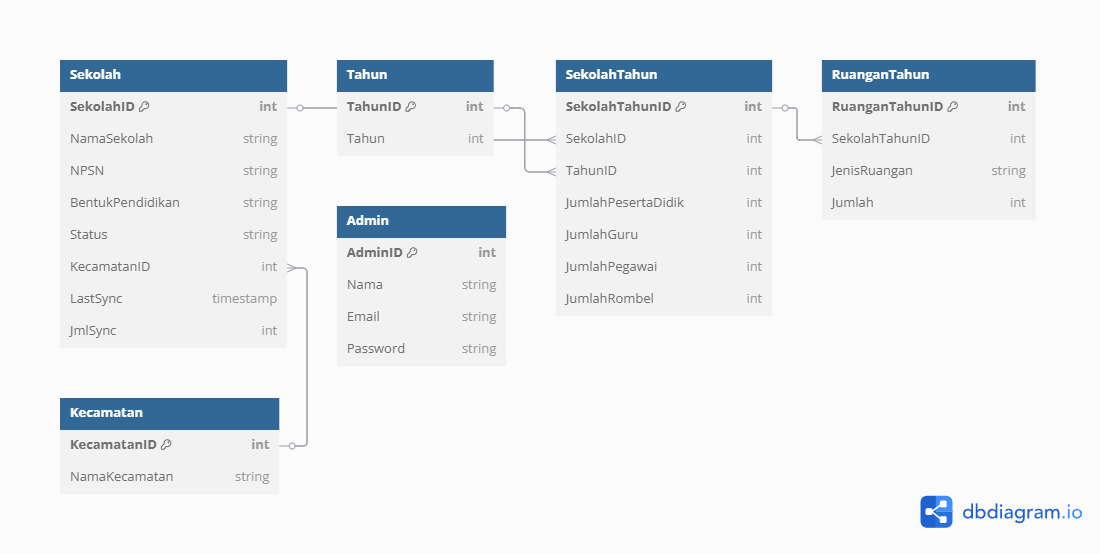 Sekolah
SekolahID int
NamaSekolah string
NPSN string
BentukPendidikan string
Status string
KecamatanID int
LastSync timestamp
JmlSync int
Kecamatan
KecamatanID int
NamaKecamatan string
Tahun
TahunID int
Tahun int
Admin
AdminID int
Nama string
Email string
Password string
SekolahTahun
SekolahTahunID int
SekolahID int
TahunID int
JumlahPesertaDidik int
JumlahGuru int
JumlahPegawai int
JumlahRombel int
RuanganTahun
RuanganTahunID int
SekolahTahunID int
JenisRuangan string
Jumlah int
dbdiagram.io